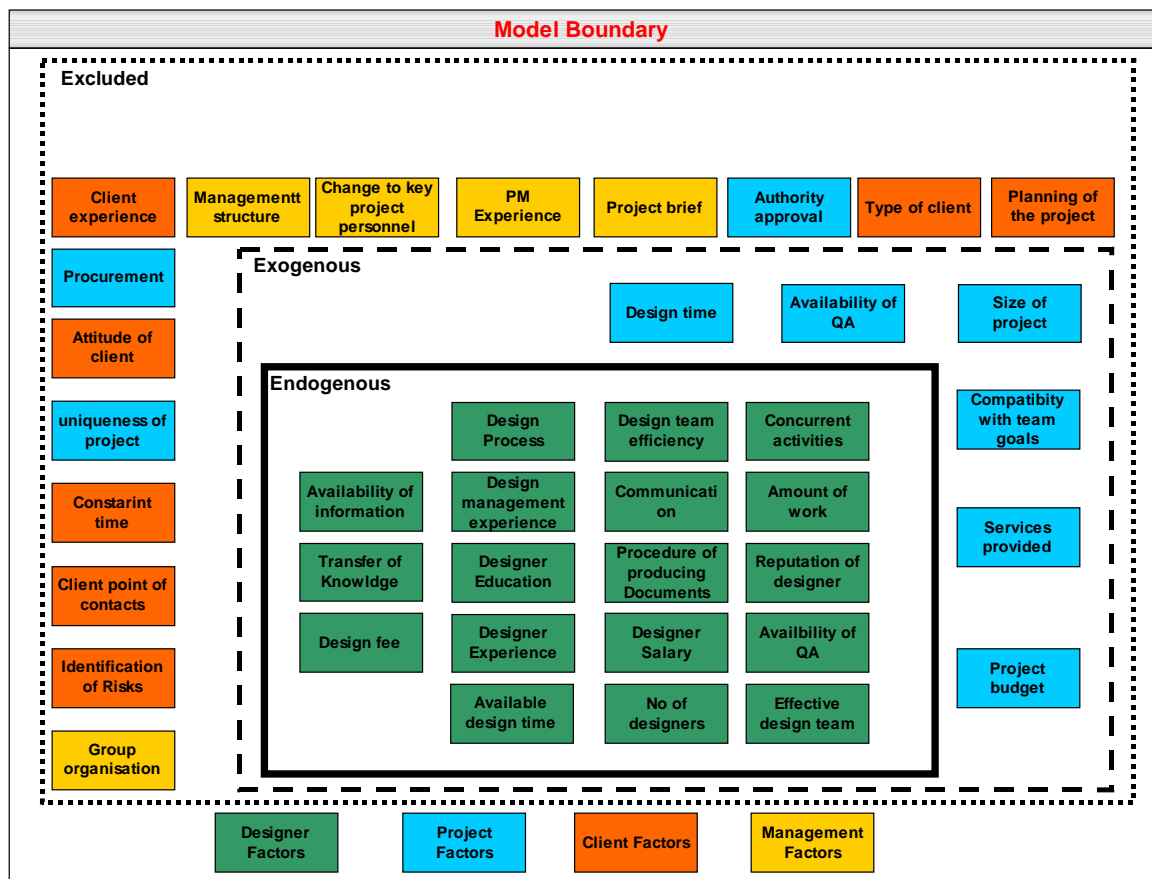 Model Boundary
Excluded
Client
experience
Managementt
structure
Change to key
project
personnel
PM
Experience
Project brief
Authority
approval
Type of client
Planning of
the project
Procurement
Attitude of
client
uniqueness of
project
Constarint
time
Client point of
contacts
Identification
of Risks
Group
organisation
Exogenous
Design time
Availability of
QA
Size of
project
Compatibity
with team
goals
Services
provided
Project
budget
Endogenous
Design
Process
Design team
efficiency
Concurrent
activities
Availability of
information
Design
management
experience
Communicati
on
Amount of
work
Transfer of
Knowldge
Designer
Education
Procedure of
producing
Documents
Reputation of
designer
Design fee
Designer
Experience
Designer
Salary
Availbility of
QA
Available
design time
No of
designers
Effective
design team
Designer
Factors
Project
Factors
Client Factors
Management
Factors